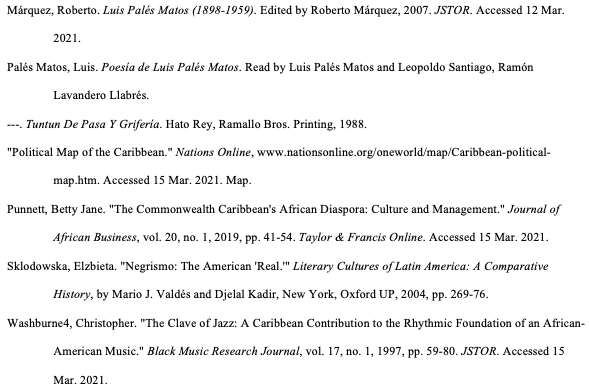 Márquez, Roberto. Luis Palés Matos (1898-1959). Edited by Roberto Márquez, 2007. JSTOR. Accessed 12 Mar.
2021.
Palés Matos, Luis. Poesía de Luis Palés Matos. Read by Luis Palés Matos and Leopoldo Santiago, Ramón
Lavandero Llabrés.
---. Tuntun De Pasa Y Grifería. Hato Rey, Ramallo Bros. Printing, 1988.
"Political Map of the Caribbean." Nations Online, www.nationsonline.org/oneworld/map/Caribbean-political-
map.htm. Accessed 15 Mar. 2021. Map.
Punnett, Betty Jane. "The Commonwealth Caribbean's African Diaspora: Culture and Management." Journal of
African Business, vol. 20, no. 1, 2019, pp. 41-54. Taylor & Francis Online. Accessed 15 Mar. 2021.
Sklodowska, Elzbieta. "Negrismo: The American 'Real.'" Literary Cultures of Latin America: A Comparative
History, by Mario J. Valdés and Djelal Kadir, New York, Oxford UP, 2004, pp. 269-76.
Washburne4, Christopher. "The Clave of Jazz: A Caribbean Contribution to the Rhythmic Foundation of an African-
American Music." Black Music Research Journal, vol. 17, no. 1, 1997, pp. 59-80. JSTOR. Accessed 15
Mar. 2021.